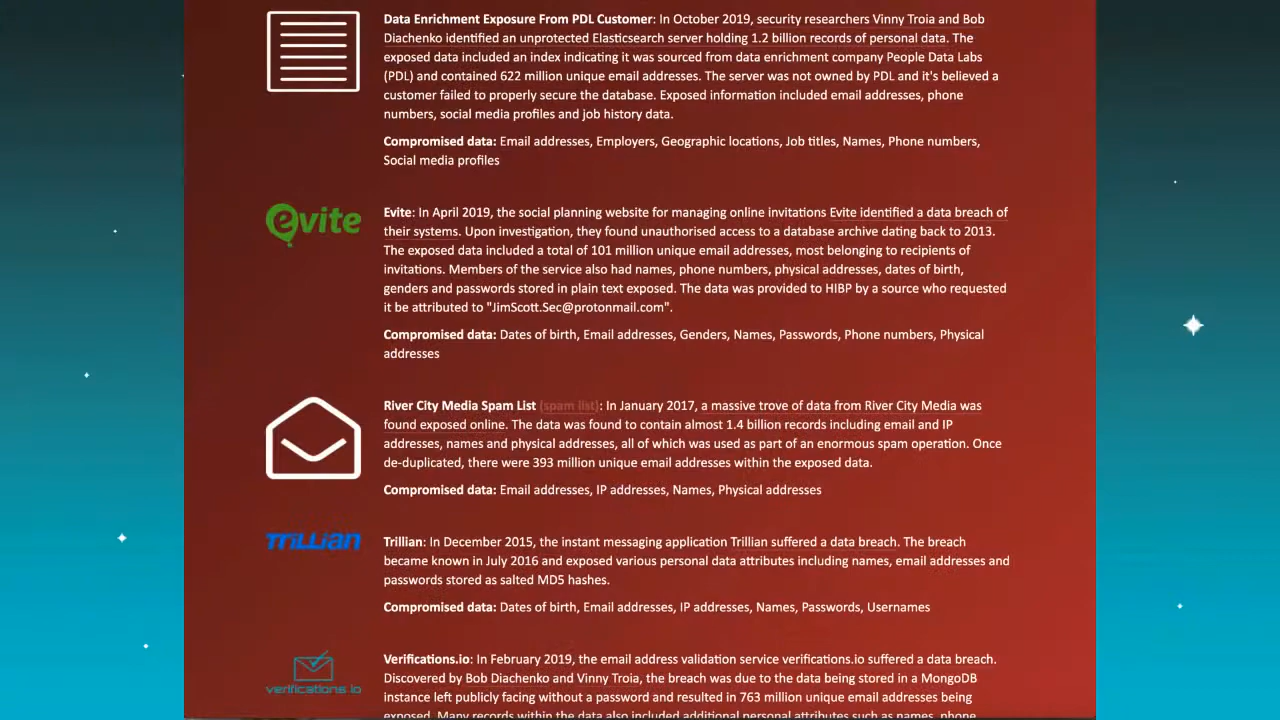 Data Enrichment Exposure From PDL Customer: In October 2019, security researchers Vinny Troia and Bob
Diachenko identified an unprotected Elasticsearch server holding 1.2 billion records of personal data. The
exposed data included an index indicating it was sourced from data enrichment company People Data Labs
(PDL) and contained 622 million unique email addresses. The server was not owned by PDL and it's believed a
customer failed to properly secure the database. Exposed information included email addresses, phone
numbers, social media profiles and job history data.
Compromised data: Email addresses, Employers, Geographic locations, Job titles, Names, Phone numbers,
Social media profiles
evite
Evite: In April 2019, the social planning website for managing online invitations Evite identified a data breach of
their systems. Upon investigation, they found unauthorised access to a database archive dating back to 2013.
The exposed data included a total of 101 million unique email addresses, most belonging to recipients of
invitations. Members of the service also had names, phone numbers, physical addresses, dates of birth,
genders and passwords stored in plain text exposed. The data was provided to HIBP by a source who requested
it be attributed to "JimScott.Sec@protonmail.com".
Compromised data: Dates of birth, Email addresses, Genders, Names, Passwords, Phone numbers, Physical
addresses
River City Media Spam List (spam list): In January 2017, a massive trove of data from River City Media was
found exposed online. The data was found to contain almost 1.4 billion records including email and IP
addresses, names and physical addresses, all of which was used as part of an enormous spam operation. Once
de-duplicated, there were 393 million unique email addresses within the exposed data.
Compromised data: Email addresses, IP addresses, Names, Physical addresses
TRILLIAN
Trillian: In December 2015, the instant messaging application Trillian suffered a data breach. The breach
became known in July 2016 and exposed various personal data attributes including names, email addresses and
passwords stored as salted MD5 hashes.
Compromised data: Dates of birth, Email addresses, IP addresses, Names, Passwords, Usernames
verifications.io
Verifications.io: In February 2019, the email address validation service verifications.io suffered a data breach.
Discovered by Bob Diachenko and Vinny Troia, the breach was due to the data being stored in a MongoDB
instance left publicly facing without a password and resulted in 763 million unique email addresses being
exposed. Many records within the data also included additional personal attributes such as names, phone